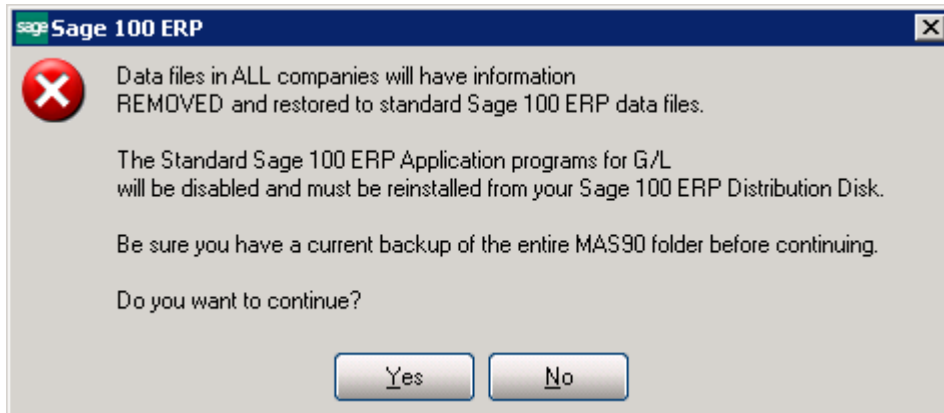 sage Sage 100 ERP
Data files in ALL companies will have information
REMOVED and restored to standard Sage 100 ERP data files.
The Standard Sage 100 ERP Application programs for G/L
will be disabled and must be reinstalled from your Sage 100 ERP Distribution Disk.
Be sure you have a current backup of the entire MAS90 folder before continuing.
Do you want to continue?
Yes No